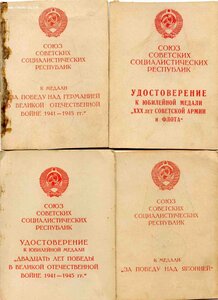 СОЮЗ
СОВЕТСКИХ
СОЦИАЛИСТИЧЕСКИХ
РЕСПУБЛИК
К МЕДАЛИ
„ЗА ПОБЕДУ НАД ГЕРМАНИЕЙ
В ВЕЛИКОЙ ОТЕЧЕСТВЕННОЙ
ВОЙНЕ 1941—1945 гг."
СОЮЗ
СОВЕТСКИХ
СОЦИАЛИСТИЧЕСКИХ
РЕСПУБЛИК
УДОСТОВЕРЕНИЕ
К ЮБИЛЕЙНОЙ МЕДАЛИ
„XXX ЛЕТ СОВЕТСКОЙ АРМИИ
и ФЛОТА"
СОЮЗ
СОВЕТСКИХ
СОЦИАЛИСТИЧЕСКИХ
РЕСПУБЛИК
УДОСТОВЕРЕНИЕ
К ЮБИЛЕЙНОЙ МЕДАЛИ
„ДВАДЦАТЬ ЛЕТ ПОБЕДЫ
В ВЕЛИКОЙ ОТЕЧЕСТВЕННОЙ
ВОЙНЕ 1941—1945 гг."
СОЮЗ
СОВЕТСКИХ
СОЦИАЛИСТИЧЕСКИХ
РЕСПУБЛИК
К МЕДАЛИ
„ЗА ПОБЕДУ НАД ЯПОНИЕЙ"